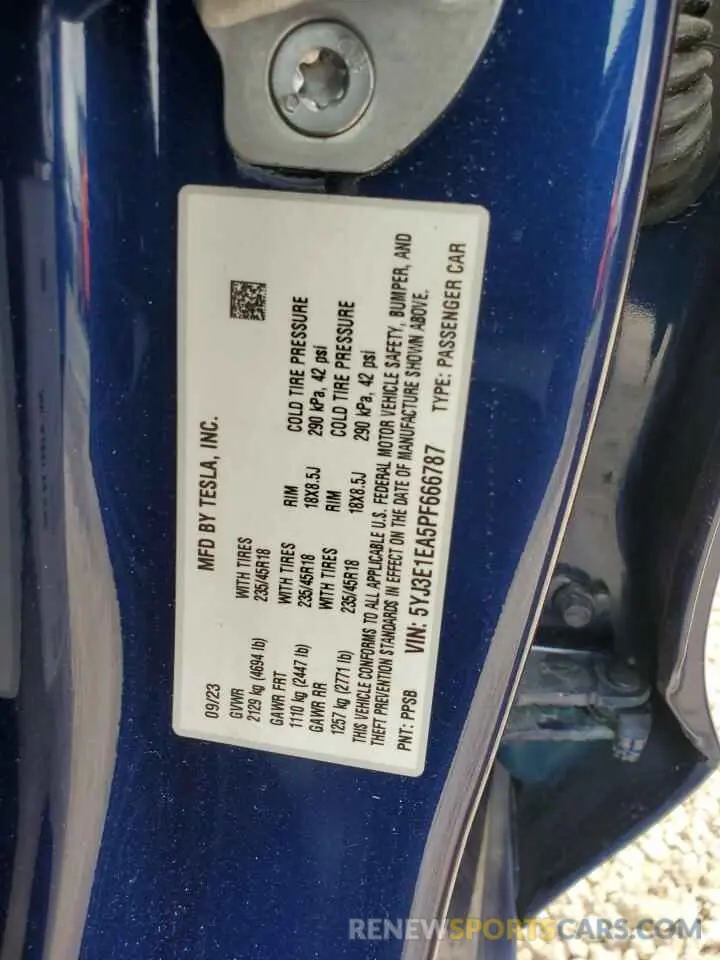 MFD BY TESLA, INC.
09/23
GVWR WITH TIRES
2129 kg (4694 lb) 235/45R18
GAWR FRT WITH TIRES RIM COLD TIRE PRESSURE
1110 kg (2447 lb) 235/45R18 18X8.5J 290 kPa, 42 psi
GAWR RR WITH TIRES RIM COLD TIRE PRESSURE
1257 kg (2771 lb) 235/45R18 18X8.5J 290 kPa, 42 psi
THIS VEHICLE CONFORMS TO ALL APPLICABLE U.S. FEDERAL MOTOR VEHICLE SAFETY, BUMPER, AND
THEFT PREVENTION STANDARDS IN EFFECT ON THE DATE OF MANUFACTURE SHOWN ABOVE.
PNT: PPSB VIN: 5YJ3E1EA5PF666787 TYPE: PASSENGER CAR
RENEWSPORTSCARS.COM